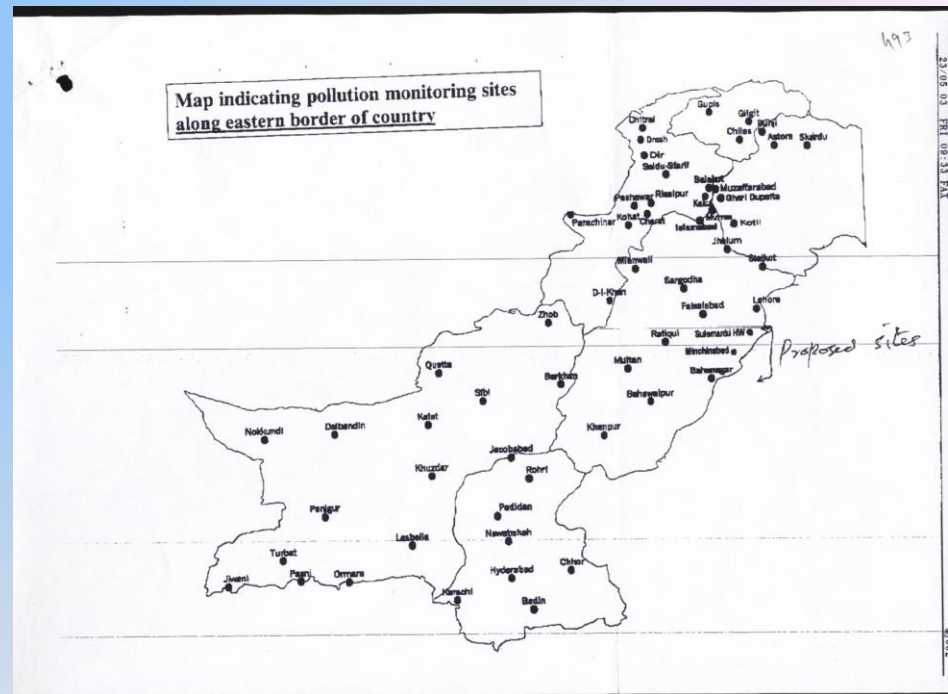 493
23/05 03 FRI 09:33 FAX
Map indicating pollution monitoring sites
along eastern border of country
Gupis
Gilgit
Bunji
Chitral
Drosh
Chilas
Astore
Skardu
Dir
Saidu-Sharif
Balakot
Muzaffarabad
Peshawar
Risalpur
Kakul
Ghari Dupatta
Parachinar
Kohat
Cherat
Murree
Islamabad
Kotli
Jhelum
Mianwali
Sialkot
Sargodha
D-I-Khan
Faisalabad
Lahore
Zhob
Rafiqui
Sulemanki HW
Proposed sites
Minchinabad
Multan
Quetta
Barkhan
Bahawalpur
Sibi
Kalat
Nokkundi
Dalbandin
Khanpur
Jacobabad
Khuzdar
Rohri
Panjgur
Padidan
Nawabshah
Lasbella
Turbat
Chhor
Hyderabad
Jiwani
Pasni
Ormara
Karachi
Badin